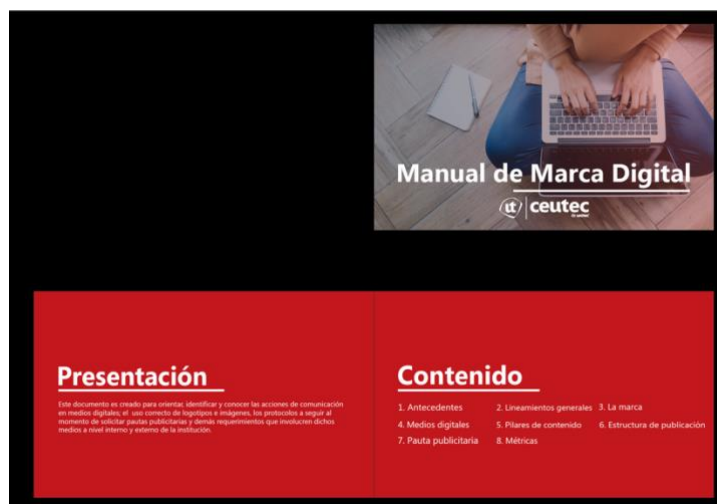 Manual de Marca Digital
ut ceutec
Presentación
Este documento es creado para orientar, identificar y conocer las acciones de comunicación
en medios digitales; el uso correcto de logotipos e imágenes, los protocolos a seguir al
momento de solicitar pautas publicitarias y demás requerimientos que involucren dichos
medios a nivel interno y externo de la institución.
Contenido
1. Antecedentes 2. Lineamientos generales 3. La marca
4. Medios digitales 5. Pilares de contenido 6. Estructura de publicación
7. Pauta publicitaria 8. Métricas